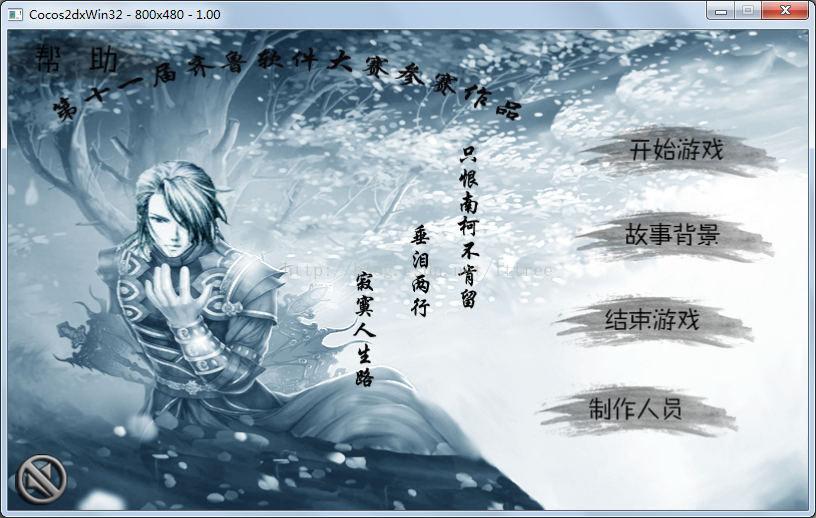 Cocos2dxWin32 - 800x480 - 1.00
帮 助
第十一届齐鲁软件大赛参赛作品
只恨南柯不肯留
垂泪两行
寂寞人生路
开始游戏
故事背景
结束游戏
制作人员